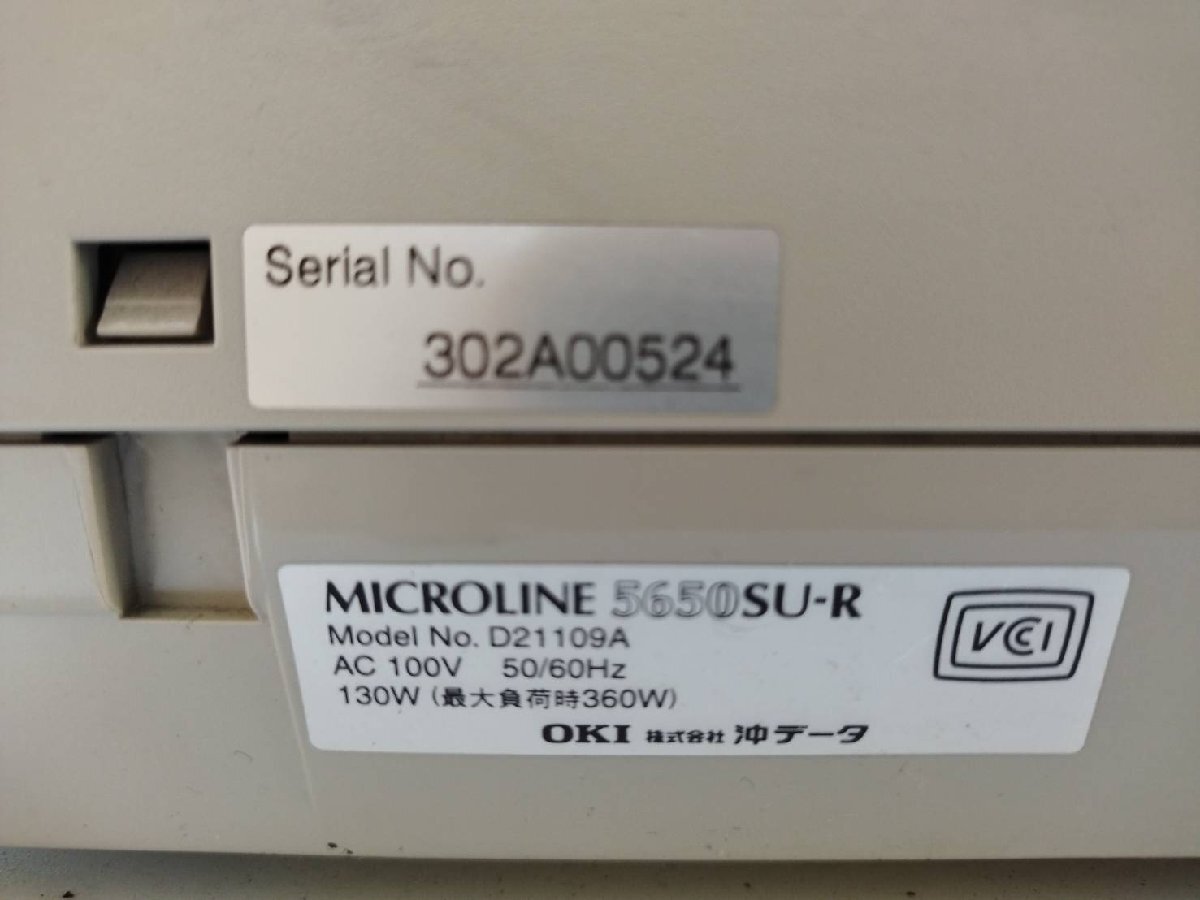 Serial No.
302A00524
MICROLINE 5650SU-R
Model No. D21109A
AC 100V 50/60Hz
130W (最大負荷時360W)
OKI 株式会社 沖データ
VCCI